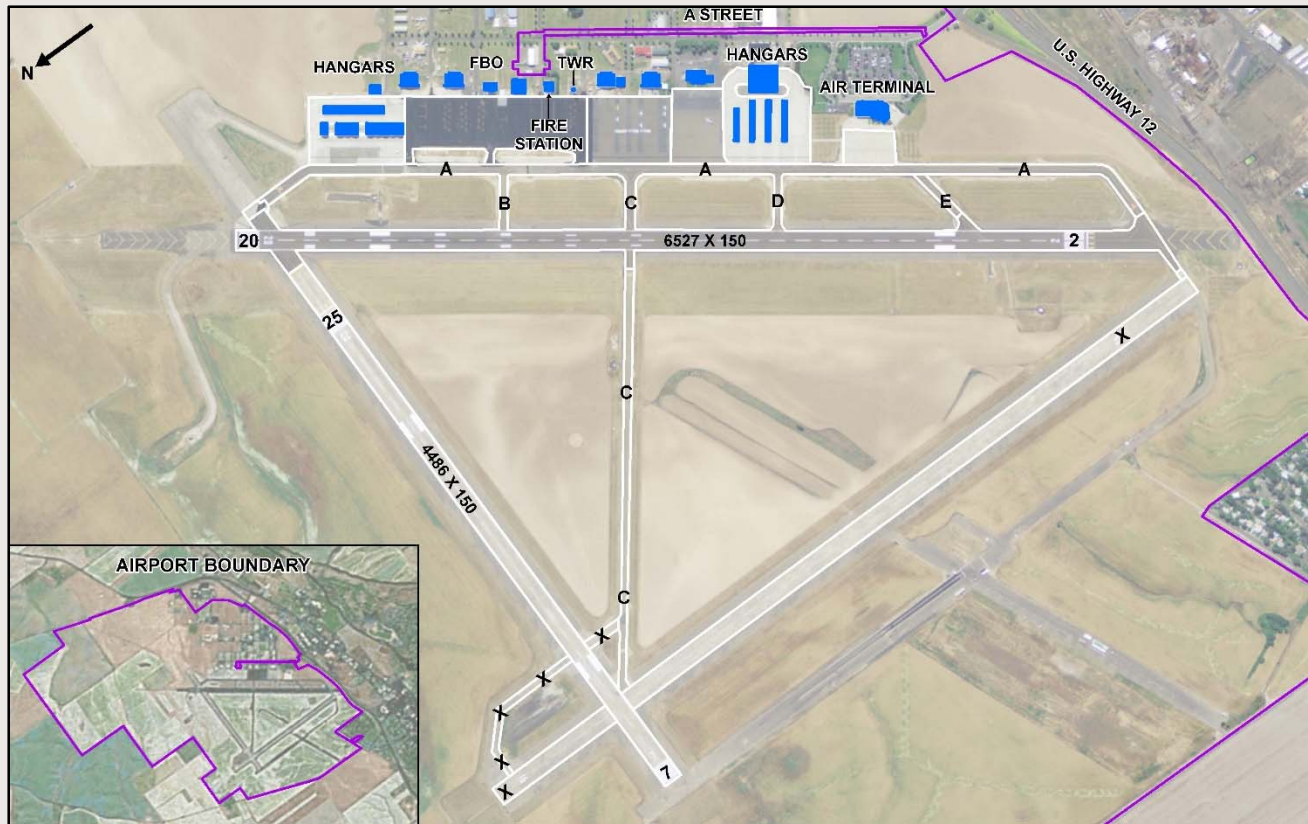 A STREET
U.S. HIGHWAY 12
N
HANGARS
FBO
TWR
HANGARS
AIR TERMINAL
FIRE
STATION
A
A
A
B
C
D
E
20
6527 X 150
2
25
X
C
4486 X 150
C
X
X
X
X
X
7
AIRPORT BOUNDARY